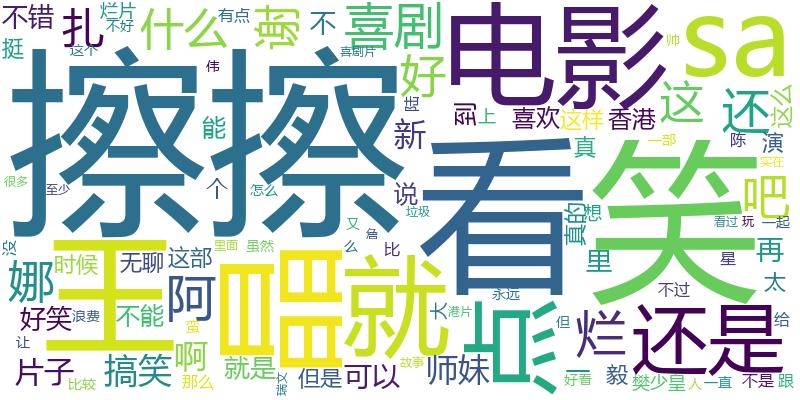 不错
扎
烂片
不好
有点
什么
谢
不
喜剧
电影
帅
sa
挺
这个
伟
喜剧片
好
陆
到
上
喜欢
这样
香港
这
还
这么
擦擦
能
新
真
一部
陈
演
很多
至少
个
怎么
说
垃圾
看
笑
真的
想
吧
实在
没
王
里面
虽然
又
么
急
比
里
看过
玩
一起
娜
时候
无聊
这部
阿
唱
就
大
永远
港片
星
再
太
好笑
浪费
不能
蛮
影
但
烂
还是
不过
给
让
片子
比较
搞笑
啊
那么
就是
瑞文
但是
可以
故事
师妹
好看
毅
樊少皇
人
一直
不是
跟